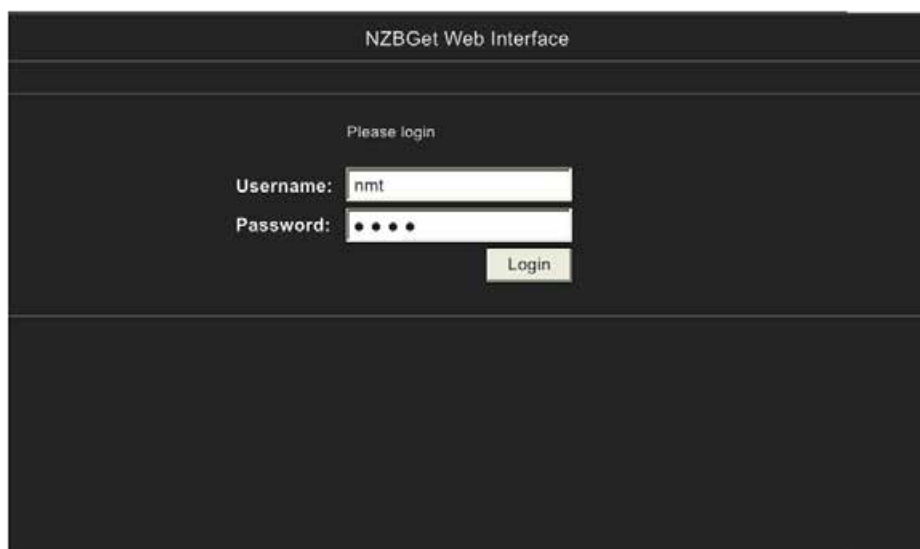 NZBGet Web Interface
Please login
Username: nmt
Password: ••••
Login